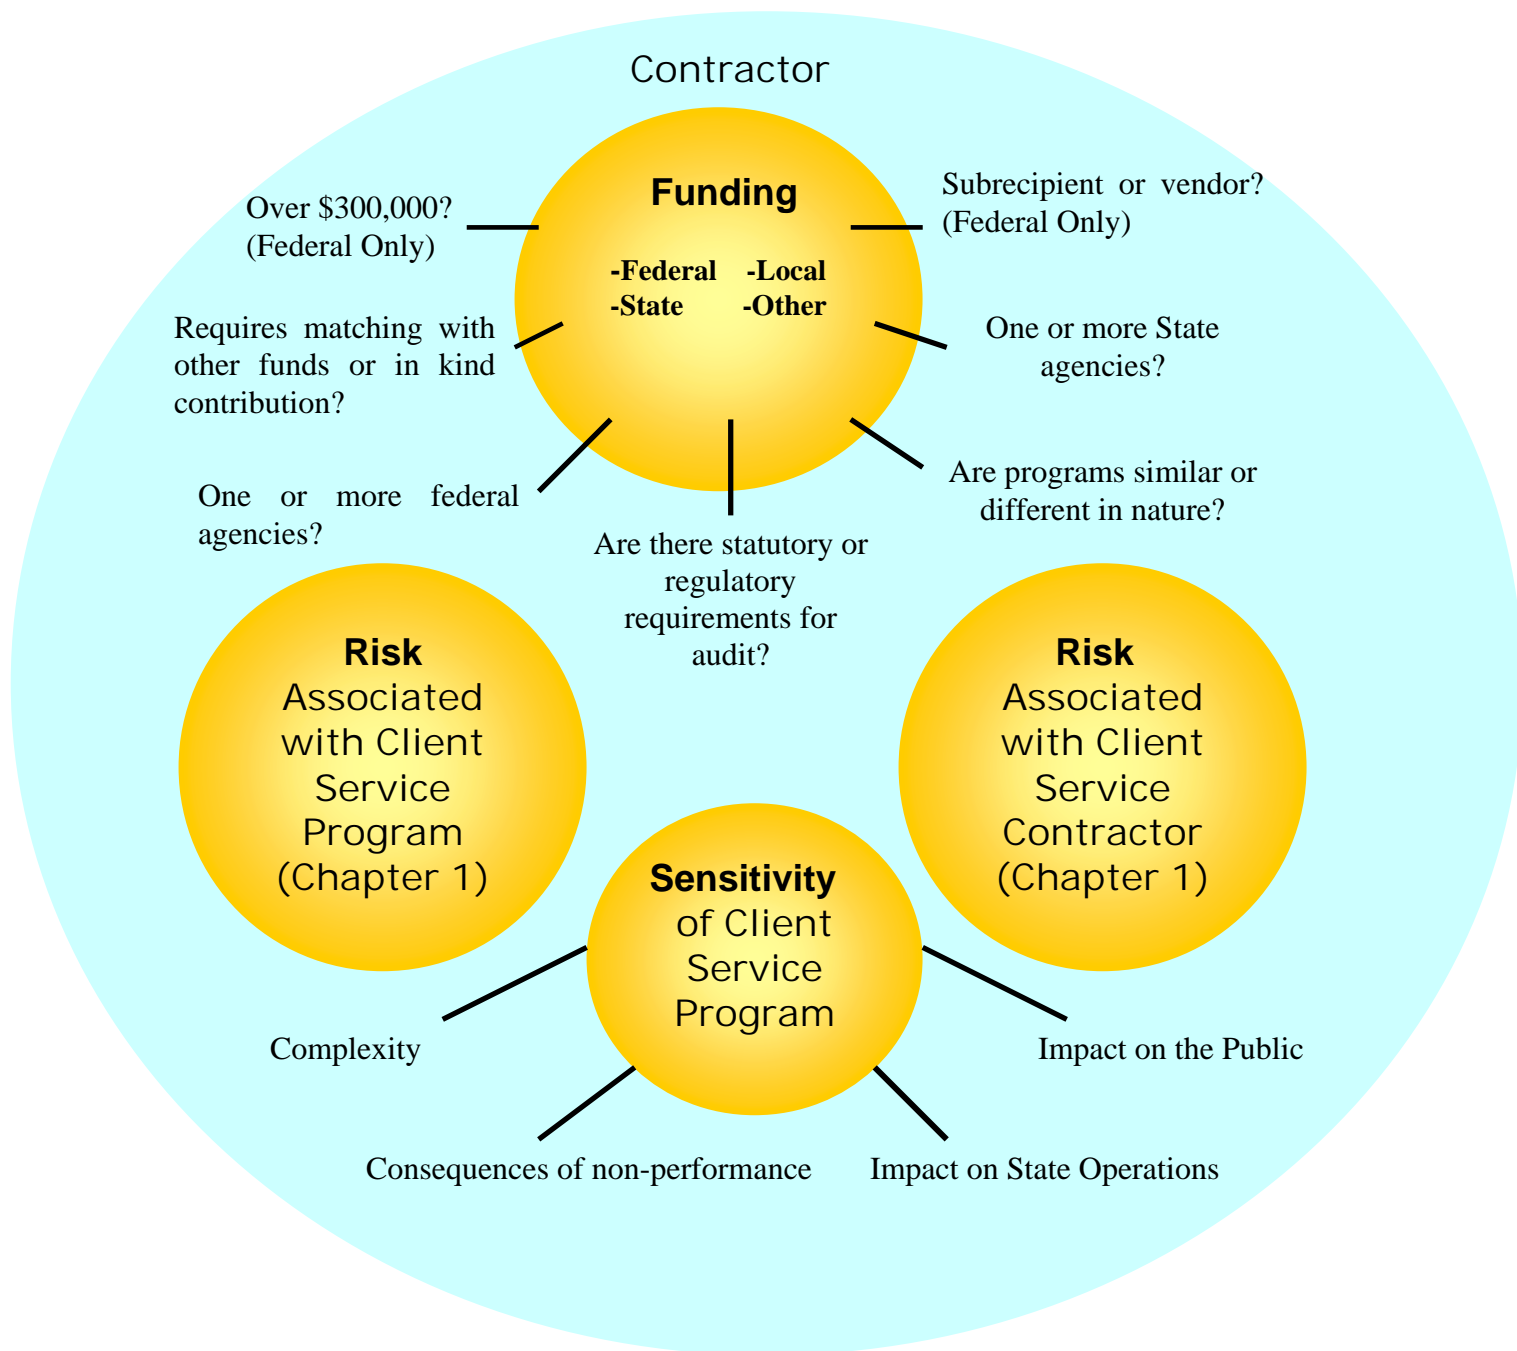 Contractor
Funding
-Federal -Local
-State -Other
Over $300,000?
(Federal Only)
Subrecipient or vendor?
(Federal Only)
Requires matching with
other funds or in kind
contribution?
One or more State
agencies?
One or more federal
agencies?
Are programs similar or
different in nature?
Are there statutory or
regulatory
requirements for
audit?
Risk
Associated
with Client
Service
Program
(Chapter 1)
Risk
Associated
with Client
Service
Contractor
(Chapter 1)
Sensitivity
of Client
Service
Program
Complexity
Impact on the Public
Consequences of non-performance
Impact on State Operations